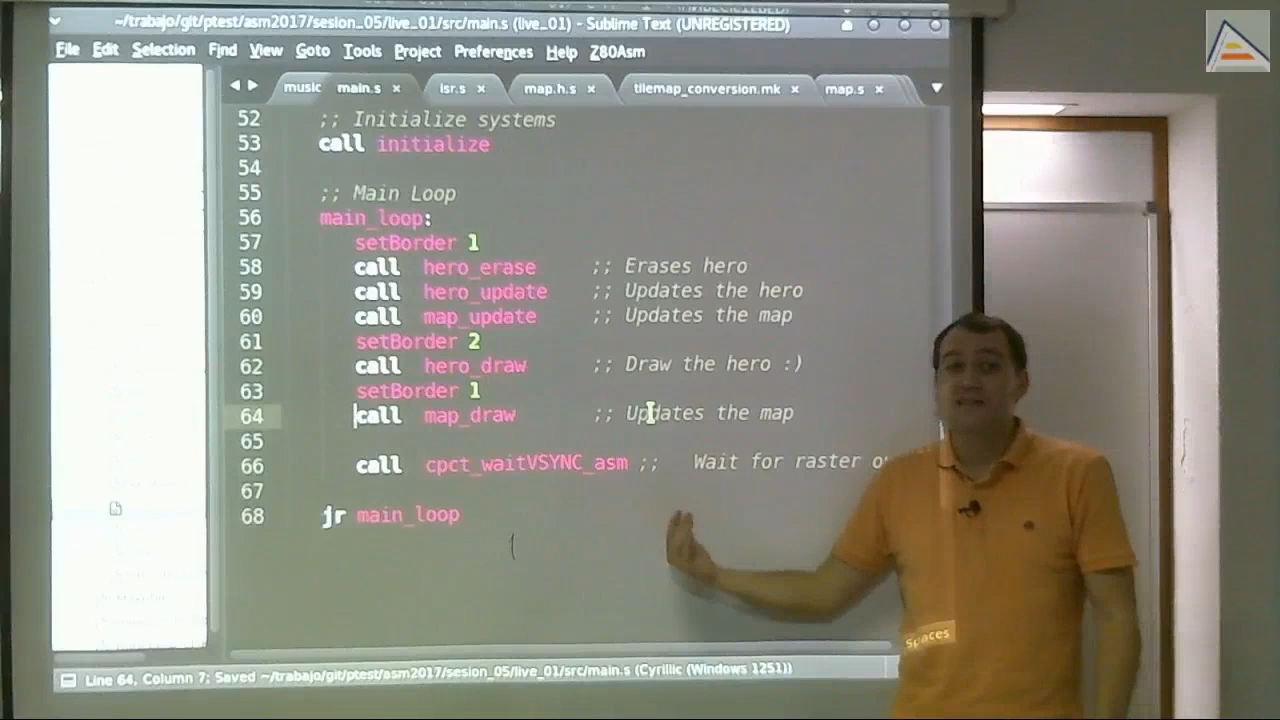 ~/trabajo/git/ptest/asm2017/sesion_05/live_01/src/main.s (live_01) - Sublime Text (UNREGISTERED)
File Edit Selection Find View Goto Tools Project Preferences Help Z80Asm
music main.s × isr.s × map.h.s × tilemap_conversion.mk × map.s ×
52 ;; Initialize systems
53 call initialize
54
55 ;; Main Loop
56 main_loop:
57 setBorder 1
58 call hero_erase ;; Erases hero
59 call hero_update ;; Updates the hero
60 call map_update ;; Updates the map
61 setBorder 2
62 call hero_draw ;; Draw the hero :)
63 setBorder 1
64 call map_draw ;; Updates the map
65
66 call cpct_waitVSYNC_asm ;; Wait for raster
67
68 jr main_loop
Spaces
Line 64, Column 7; Saved ~/trabajo/git/ptest/asm2017/sesion_05/live_01/src/main.s (Cyrillic (Windows 1251))